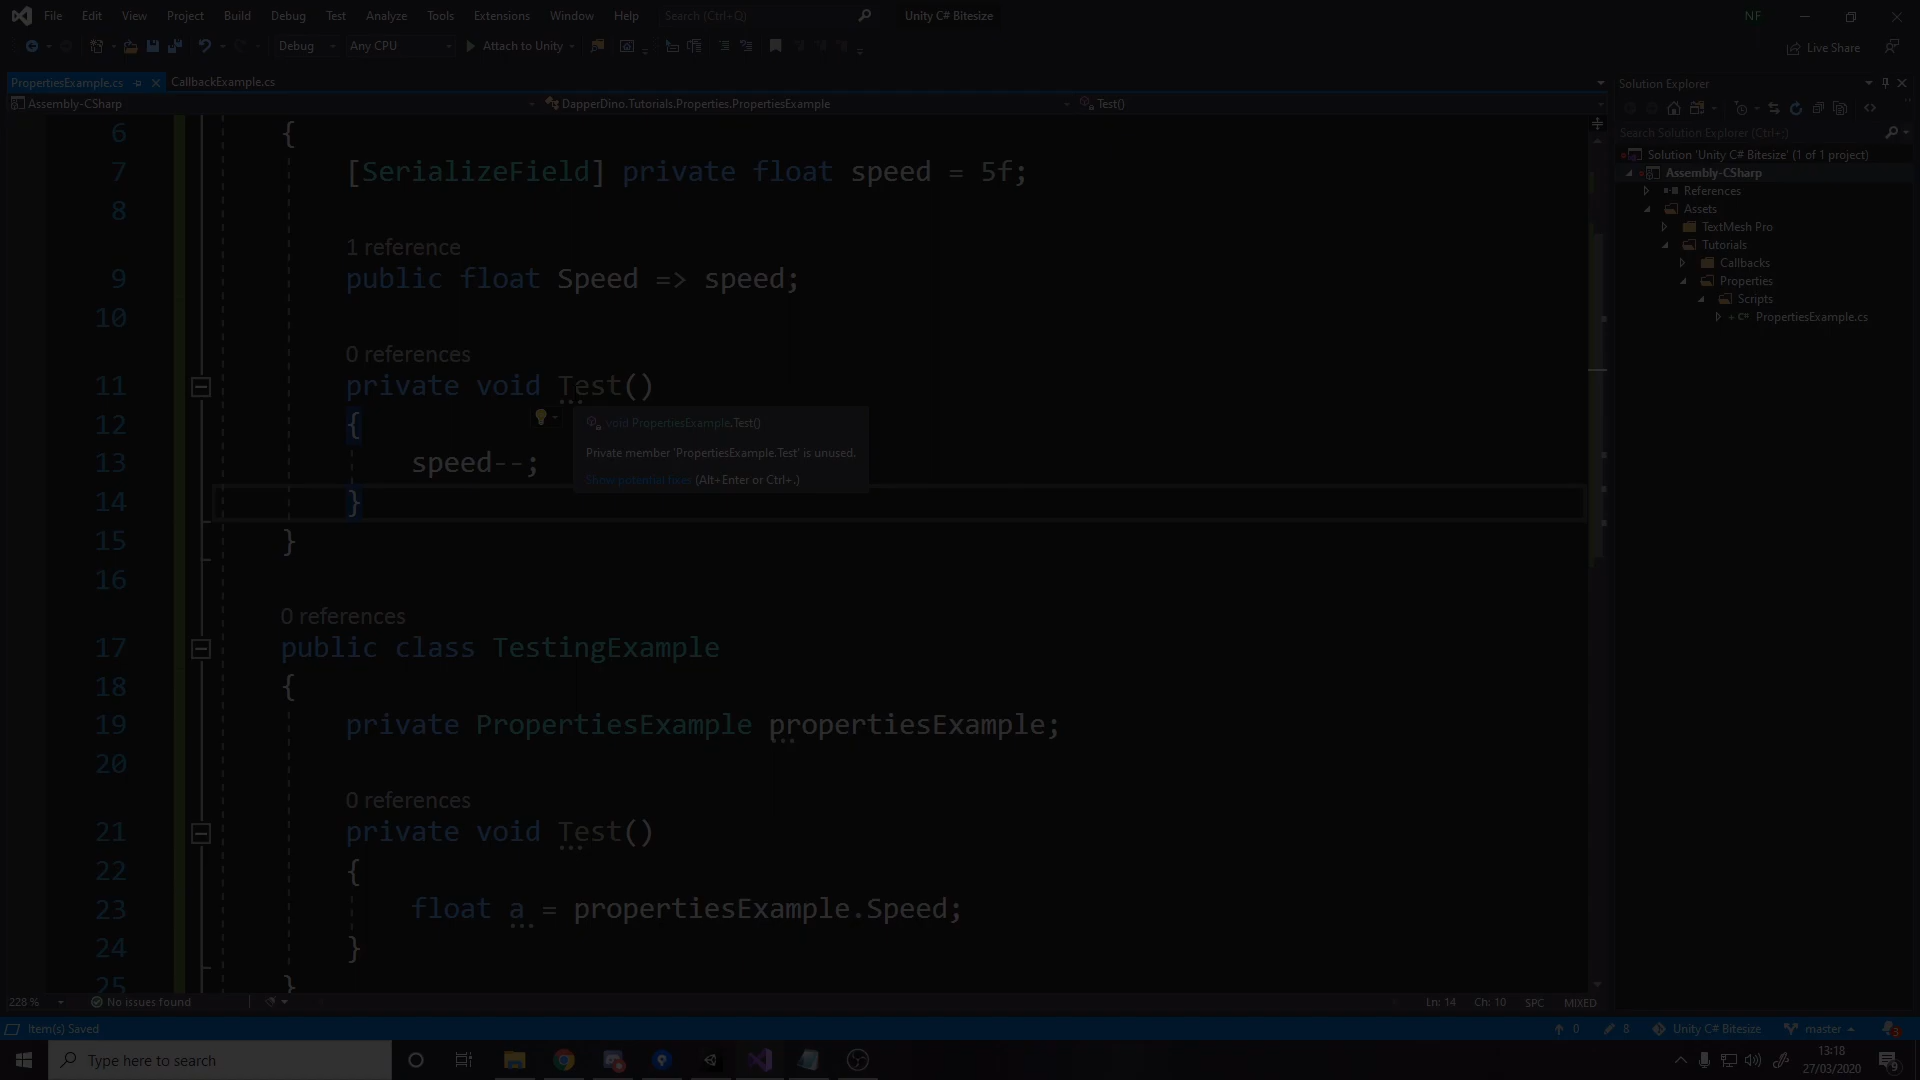 File Edit View Project Build Debug Test Analyze Tools Extensions Window Help Search (Ctrl+Q) Unity C# Bitesize NF
Debug Any CPU Attach to Unity Live Share
PropertiesExample.cs CallbackExample.cs
Assembly-CSharp DapperDino.Tutorials.Properties.PropertiesExample Test()
6 {
7 [SerializeField] private float speed = 5f;
8
1 reference
9 public float Speed => speed;
10
0 references
11 private void Test()
12 {
13 speed--;
14 }
15 }
16
0 references
17 public class TestingExample
18 {
19 private PropertiesExample propertiesExample;
20
0 references
21 private void Test()
22 {
23 float a = propertiesExample.Speed;
24 }
25 }
void PropertiesExample.Test()
Private member 'PropertiesExample.Test' is unused.
Show potential fixes (Alt+Enter or Ctrl+.)
Solution Explorer
Search Solution Explorer (Ctrl+;)
Solution 'Unity C# Bitesize' (1 of 1 project)
Assembly-CSharp
References
Assets
TextMesh Pro
Tutorials
Callbacks
Properties
Scripts
C# PropertiesExample.cs
228 % No issues found Ln: 14 Ch: 10 SPC MIXED
Item(s) Saved 0 8 Unity C# Bitesize master 3
Type here to search
13:18
27/03/2020
9